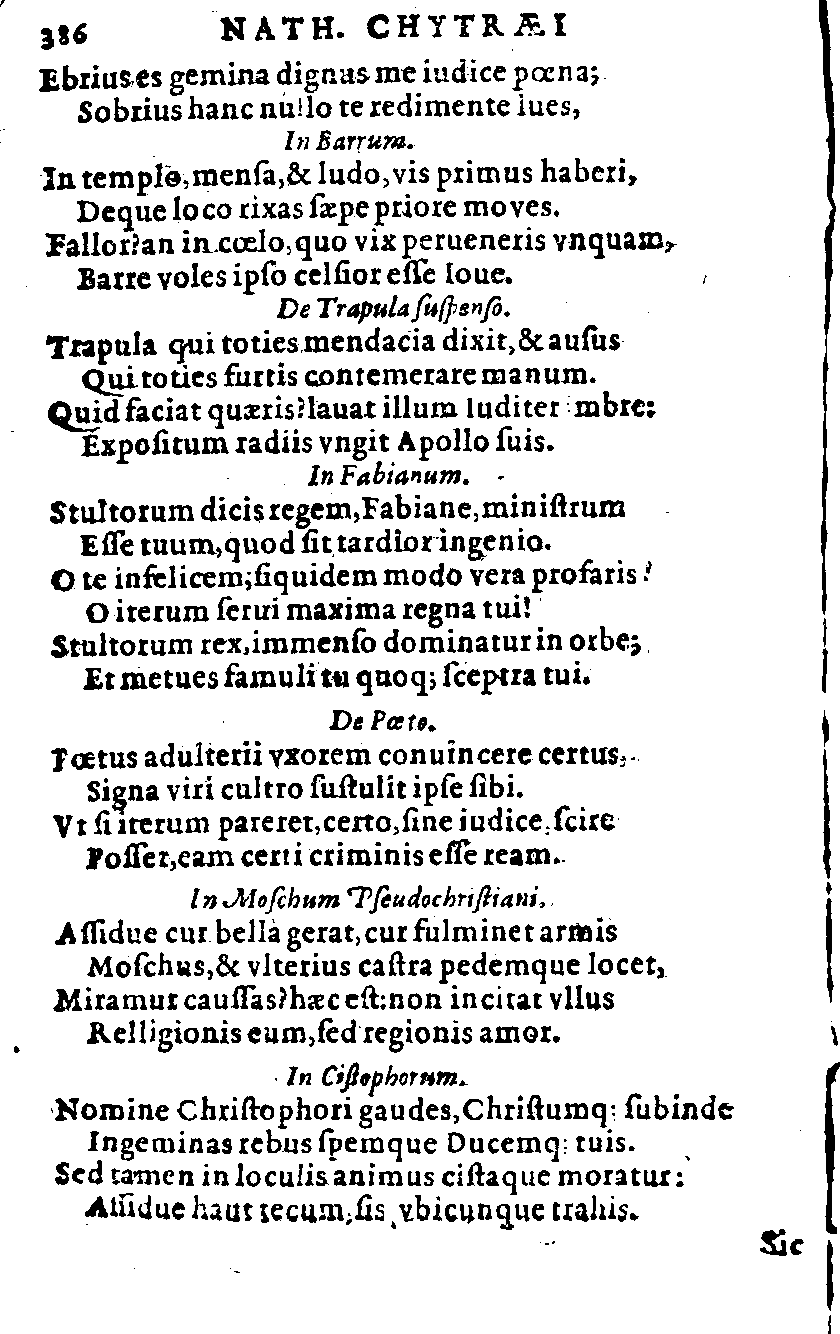 386 NATH. CHYTRÆI
Ebrius es gemina dignus me iudice pœna;
Sobrius hanc nullo te redimente lues,
In Barrum.
In templo, menſa, & ludo, vis primus haberi,
Deque loco rixas ſæpe priore moves.
Fallor? an in cœlo, quo vix perueneris vnquam,
Barre voles ipſo celſior eſſe Ioue.
De Trapula ſuſpenſo.
Trapula qui toties mendacia dixit, & auſus
Qui toties furtis contemerare manum.
Quid faciat quæris? lauat illum Iuditer mbre:
Expoſitum radiis vngit Apollo ſuis.
In Fabianum.
Stultorum dicis regem, Fabiane, miniſtrum
Eſſe tuum, quod ſit tardior ingenio.
O te infelicem; ſiquidem modo vera profaris!
O iterum ſerui maxima regna tui!
Stultorum rex, immenſo dominatur in orbe;
Et metues famuli tu quoq; ſceptra tui.
De Pœto.
Pœtus adulterii vxorem conuincere certus,
Signa viri cultro ſuſtulit ipſe ſibi.
Vt ſi iterum pareret, certo, ſine iudice, ſcire
Poſſet, eam certi criminis eſſe ream.
In Moſchum Pſeudochriſtiani.
Aſſidue cur bella gerat, cur fulminet armis
Moſchus, & vlterius caſtra pedemque locet,
Miramur cauſſas? hæc eſt: non incitat vllus
Relligionis eum, ſed regionis amor.
In Ciſtophorum.
Nomine Chriſtophori gaudes, Chriſtumq; ſubinde
Ingeminas rebus ſpemque Ducemq; tuis.
Sed tamen in loculis animus ciſtaque moratur:
Aſſidue haut tecum, ſis vbicunque trahis.
Sic